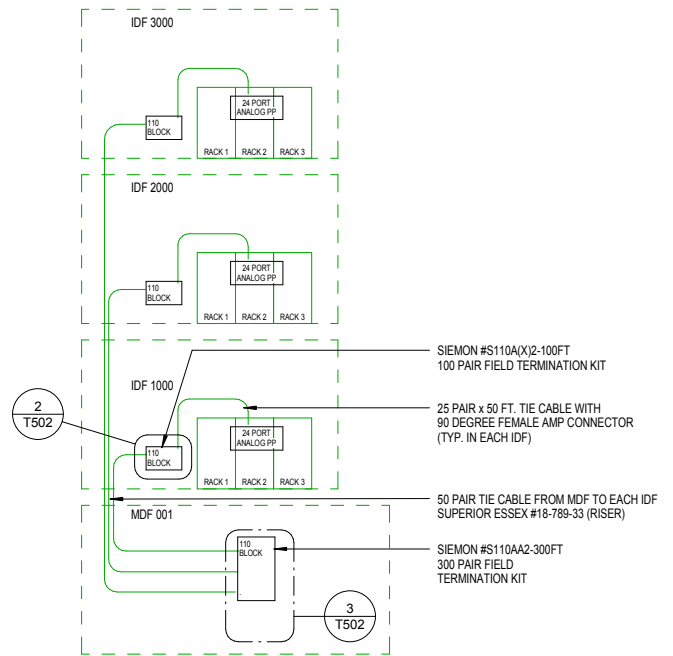 IDF 3000
24 PORT
ANALOG PP
110
BLOCK
RACK 1 RACK 2 RACK 3
IDF 2000
24 PORT
ANALOG PP
110
BLOCK
RACK 1 RACK 2 RACK 3
SIEMON #S110A(X)2-100FT
100 PAIR FIELD TERMINATION KIT
IDF 1000
25 PAIR x 50 FT. TIE CABLE WITH
90 DEGREE FEMALE AMP CONNECTOR
(TYP. IN EACH IDF)
2
T502
24 PORT
ANALOG PP
110
BLOCK
RACK 1 RACK 2 RACK 3
50 PAIR TIE CABLE FROM MDF TO EACH IDF
SUPERIOR ESSEX #18-789-33 (RISER)
MDF 001
110
BLOCK
SIEMON #S110AA2-300FT
300 PAIR FIELD
TERMINATION KIT
3
T502